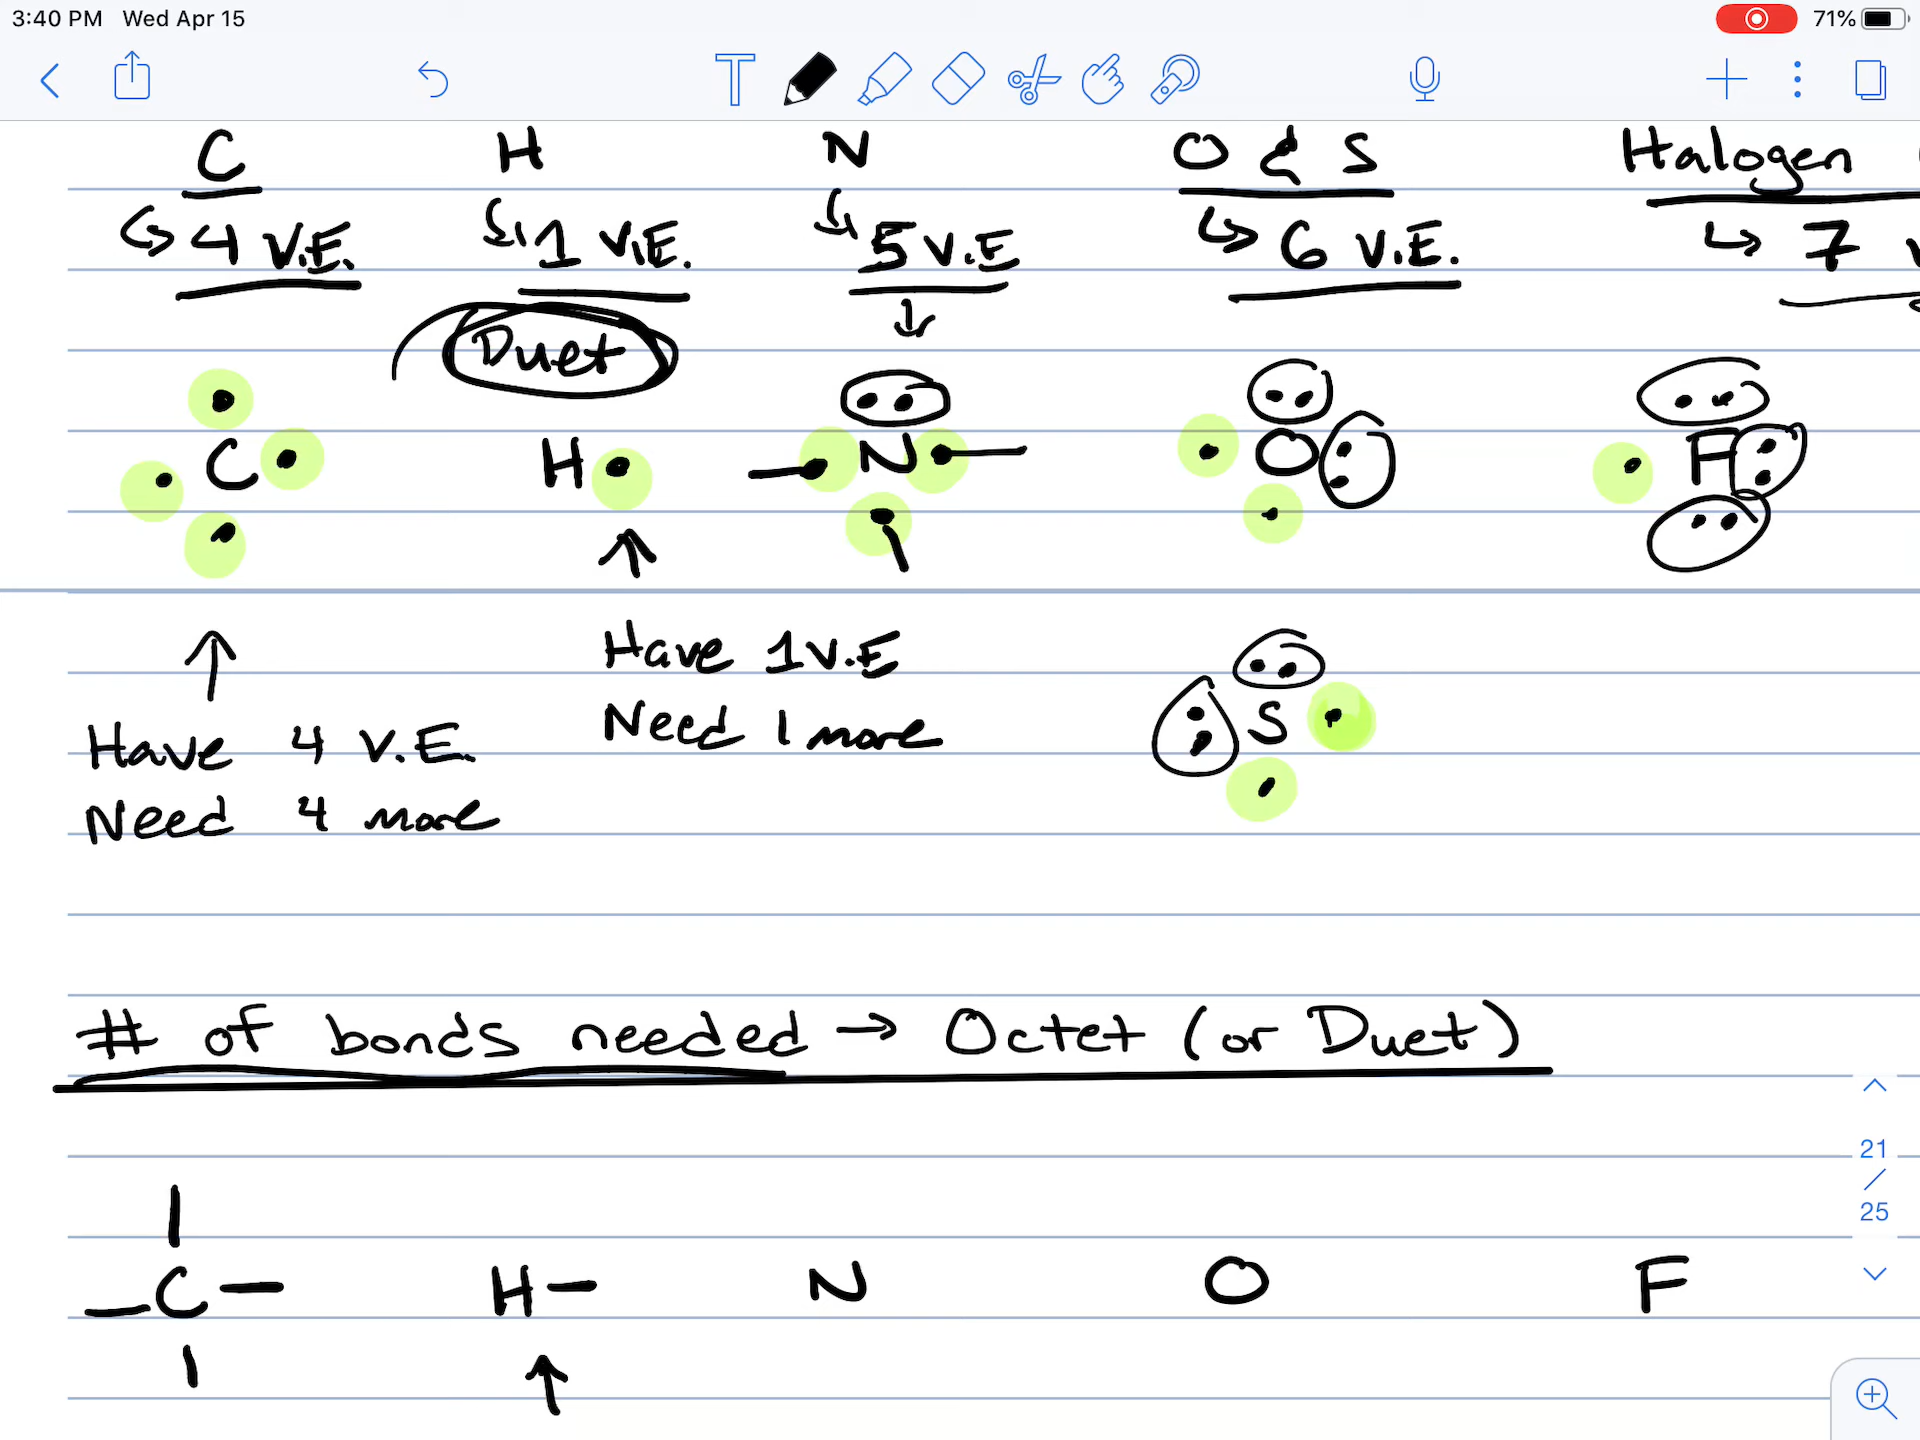 3:40 PM Wed Apr 15 71%
T
C H N O & S Halogen
↳ 4 V.E. ↳ 1 V.E. ↳ 5 V.E ↳ 6 V.E. ↳ 7 V
Duet
C H N O F
Have 1 V.E
Need 1 more
S
Have 4 V.E.
Need 4 more
# of bonds needed → Octet (or Duet)
21
/
25
C H N O F